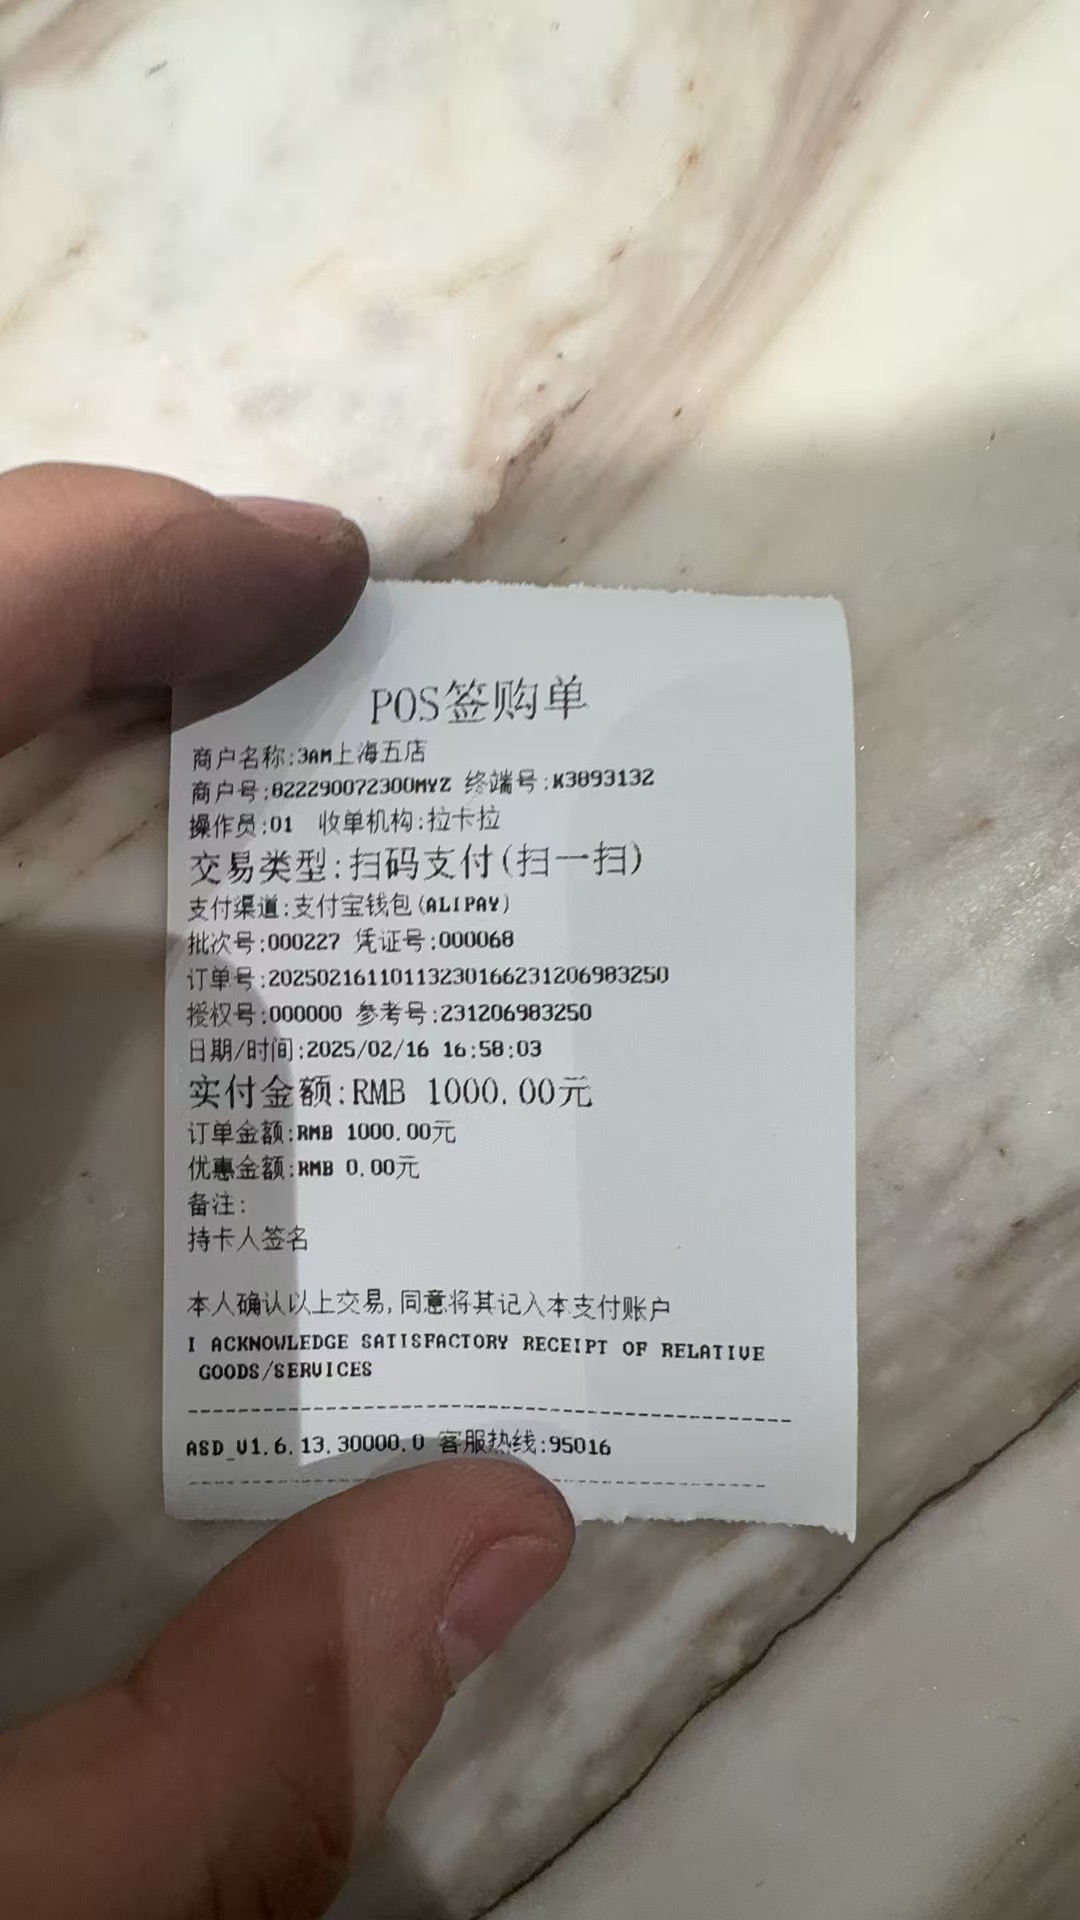 POS签购单
商户名称:3AM上海五店
商户号:822290072300MYZ 终端号:K3893132
操作员:01 收单机构:拉卡拉
交易类型:扫码支付(扫一扫)
支付渠道:支付宝钱包(ALIPAY)
批次号:000227 凭证号:000068
订单号:20250216110113230166231206983250
授权号:000000 参考号:231206983250
日期/时间:2025/02/16 16:58:03
实付金额:RMB 1000.00元
订单金额:RMB 1000.00元
优惠金额:RMB 0.00元
备注:
持卡人签名
本人确认以上交易,同意将其记入本支付账户
I ACKNOWLEDGE SATISFACTORY RECEIPT OF RELATIVE
GOODS/SERVICES
ASD_V1.6.13.30000.0 客服热线:95016